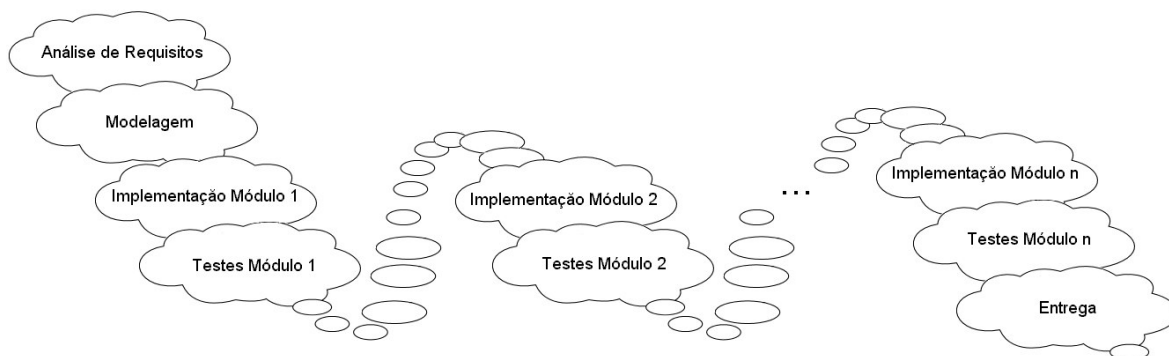 Análise de Requisitos
Modelagem
Implementação Módulo 1
Testes Módulo 1
Implementação Módulo 2
Testes Módulo 2
...
Implementação Módulo n
Testes Módulo n
Entrega